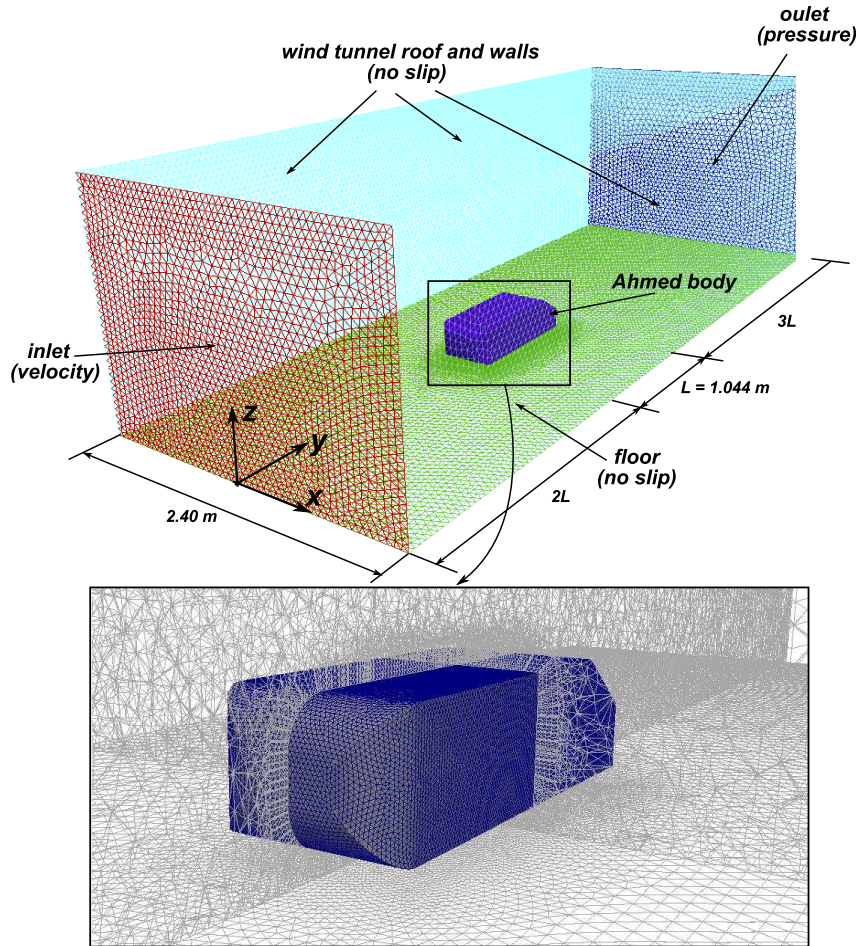 oulet
(pressure)
wind tunnel roof and walls
(no slip)
Ahmed body
3L
inlet
(velocity)
L = 1.044 m
z
y
x
floor
(no slip)
2L
2.40 m